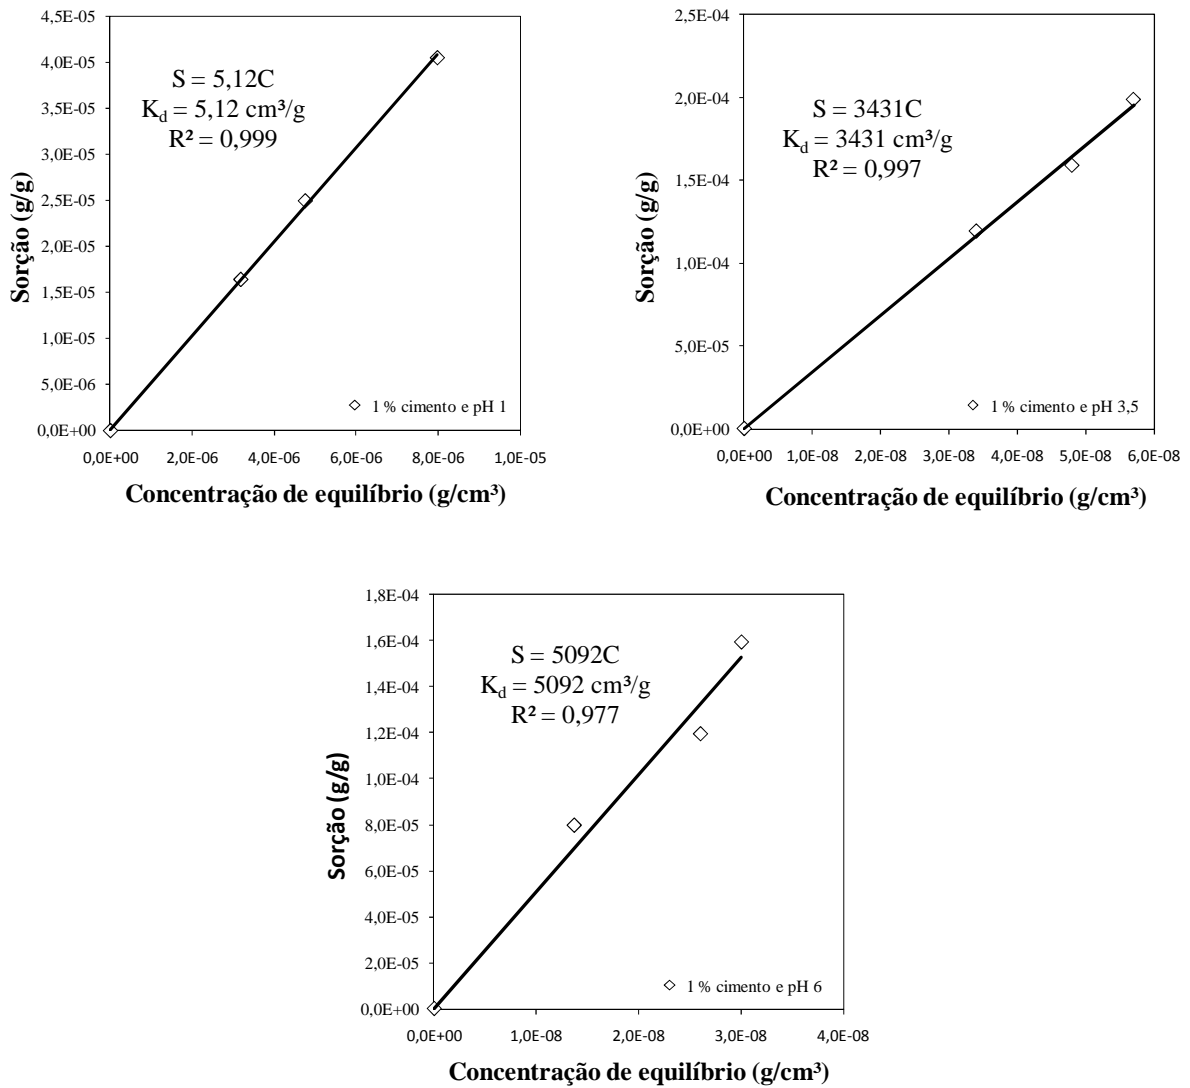 4,5E-05
4,0E-05
3,5E-05
3,0E-05
2,5E-05
2,0E-05
1,5E-05
1,0E-05
5,0E-06
0,0E+00
Sorção (g/g)
S = 5,12C
K_d = 5,12 cm³/g
R² = 0,999
1 % cimento e pH 1
0,0E+00 2,0E-06 4,0E-06 6,0E-06 8,0E-06 1,0E-05
Concentração de equilíbrio (g/cm³)
2,5E-04
2,0E-04
1,5E-04
1,0E-04
5,0E-05
0,0E+00
Sorção (g/g)
S = 3431C
K_d = 3431 cm³/g
R² = 0,997
1 % cimento e pH 3,5
0,0E+00 1,0E-08 2,0E-08 3,0E-08 4,0E-08 5,0E-08 6,0E-08
Concentração de equilíbrio (g/cm³)
1,8E-04
1,6E-04
1,4E-04
1,2E-04
1,0E-04
8,0E-05
6,0E-05
4,0E-05
2,0E-05
0,0E+00
Sorção (g/g)
S = 5092C
K_d = 5092 cm³/g
R² = 0,977
1 % cimento e pH 6
0,0E+00 1,0E-08 2,0E-08 3,0E-08 4,0E-08
Concentração de equilíbrio (g/cm³)